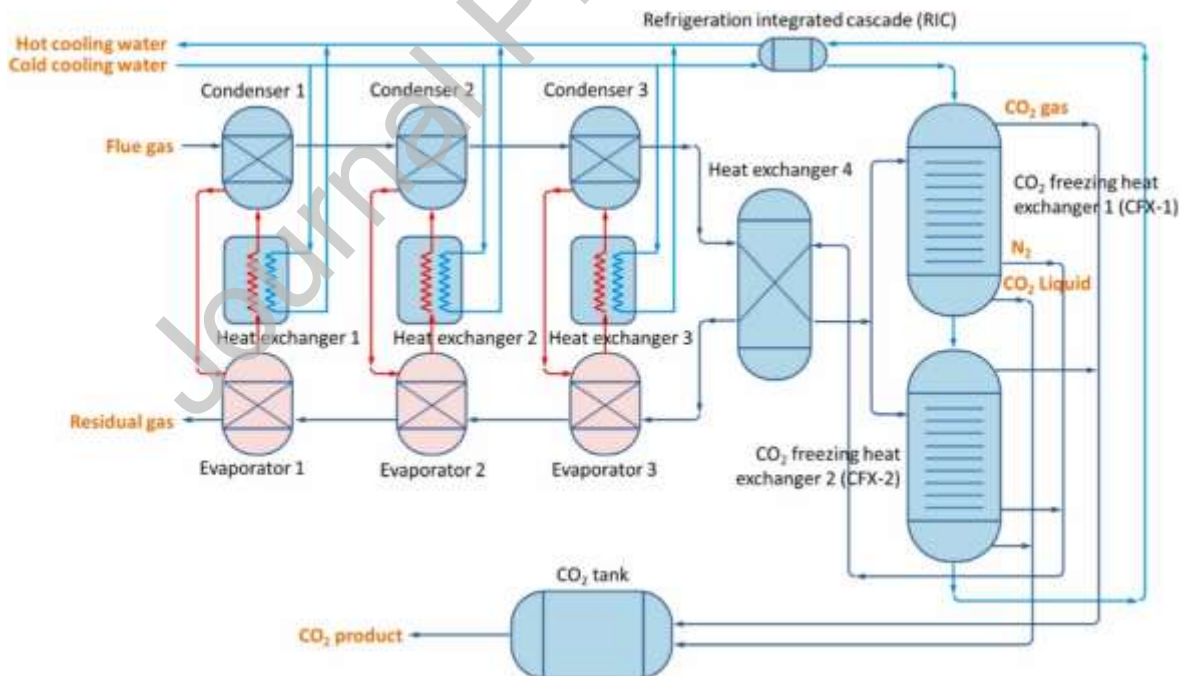 Refrigeration integrated cascade (RIC)
Hot cooling water
Cold cooling water
Condenser 1
Condenser 2
Condenser 3
CO₂ gas
Flue gas
Heat exchanger 4
CO₂ freezing heat
exchanger 1 (CFX-1)
N₂
CO₂ Liquid
Heat exchanger 1
Heat exchanger 2
Heat exchanger 3
Residual gas
Evaporator 1
Evaporator 2
Evaporator 3
CO₂ freezing heat
exchanger 2 (CFX-2)
CO₂ tank
CO₂ product
Journal P